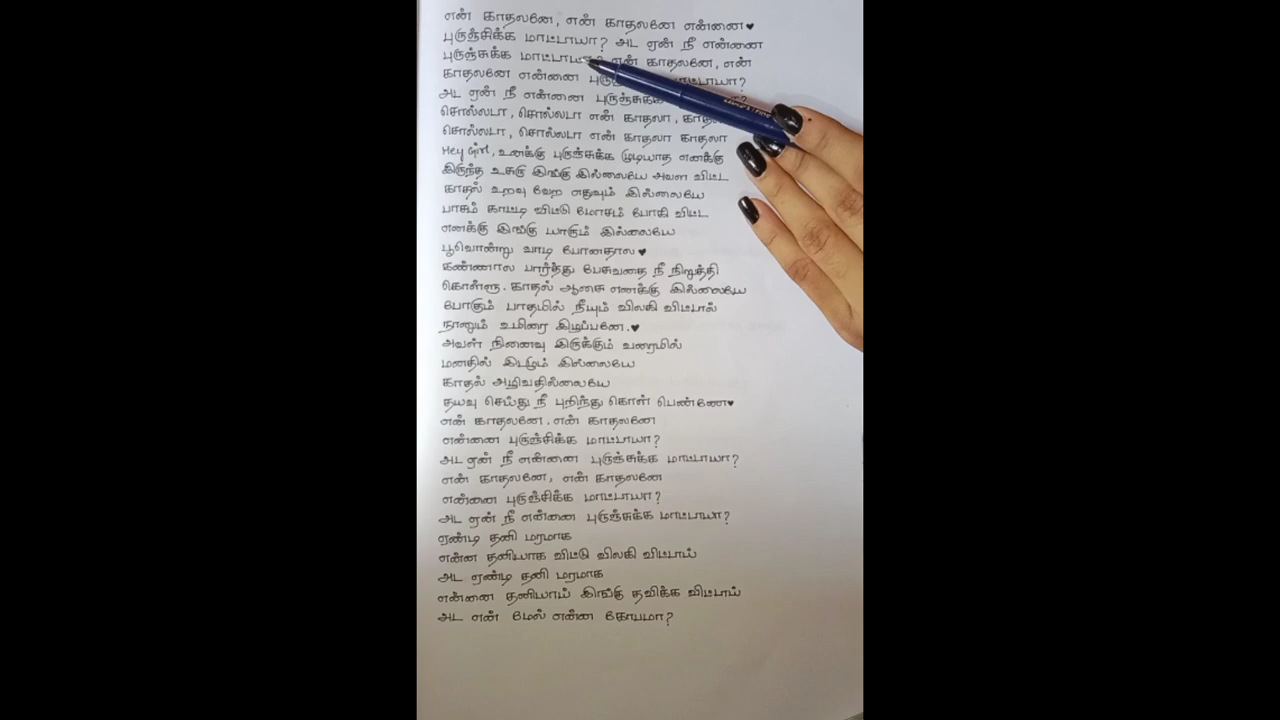 என் காதலனே, என் காதலனே என்னை♥
புருஞ்சிக்க மாட்டாயா? அட ஏன் நீ என்னை
புருஞ்சுக்க மாட்டாயா? என் காதலனே, என்
காதலனே என்னை மாட்டாயா?
அட ஏன் நீ என்னை புருஞ்சுக்க
சொல்லடா, சொல்லடா என் காதலா,
சொல்லடா, சொல்லடா என் காதலா காதலா
Hey Girl, உனக்கு புருஞ்சுக்க முடியாத எனக்கு
இருந்த உசுரு இங்கு இல்லையே அவள விட்ட
காதல் உறவு வேற எதுவும் இல்லையே
பாசம் காட்டி விட்டு மோசம் போகி விட்ட
எனக்கு இங்கு யாரும் இல்லையே
பூவொன்று வாடி போனதால♥
கண்ணால பார்த்து பேசுவதை நீ நிறுத்தி
கொள்ளு. காதல் ஆசை எனக்கு இல்லையே
போகும் பாதயில் நீயும் விலகி விட்டால்
நானும் உயிரை இழப்பனே.♥
அவள் நினைவு இருக்கும் வரையில்
மனதில் இடமும் இல்லையே
காதல் அழிவதில்லையே
தயவு செய்து நீ புறிந்து கொள் பெண்ணே♥
என் காதலனே, என் காதலனே
என்னை புருஞ்சிக்க மாட்டாயா?
அட ஏன் நீ என்னை புருஞ்சுக்க மாட்டாயா?
என் காதலனே, என் காதலனே
என்னை புருஞ்சிக்க மாட்டாயா?
அட ஏன் நீ என்னை புருஞ்சுக்க மாட்டாயா?
ஏண்டி தனி மரமாக
என்ன தனியாக விட்டு விலகி விட்டாய்
அட ஏண்டி தனி மரமாக
என்னை தனியாய் இங்கு தவிக்க விட்டாய்
அட என் மேல் என்ன கோபமா?